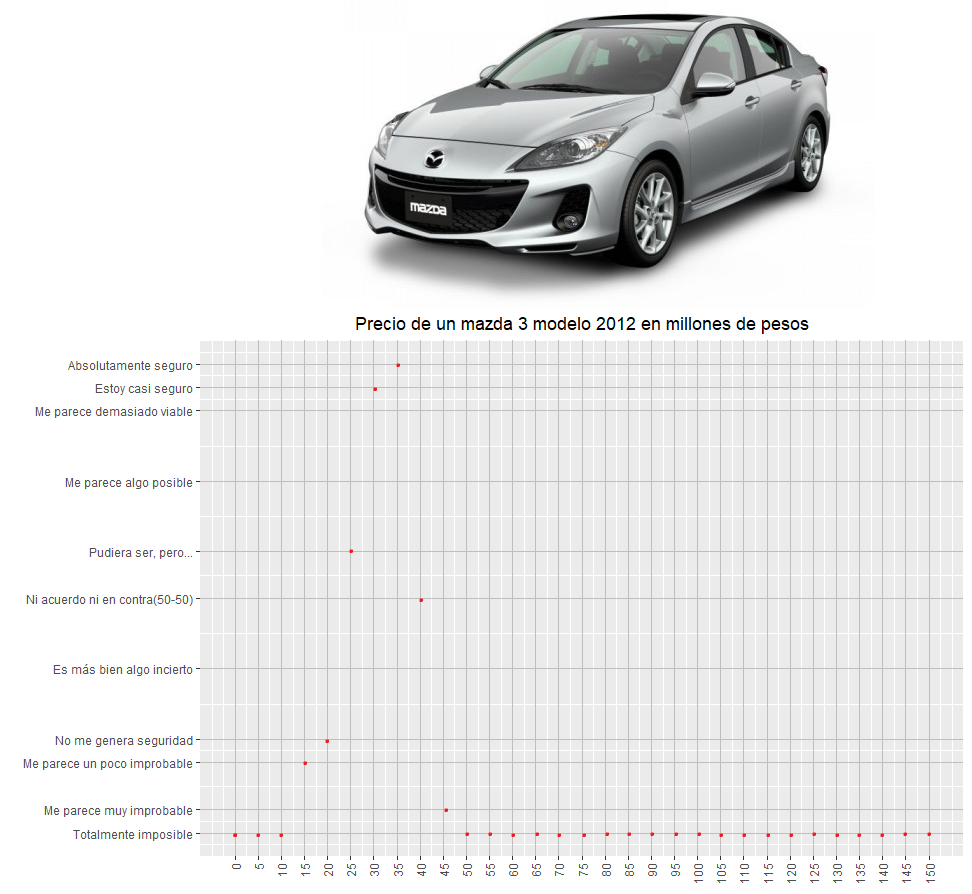 mazda
Precio de un mazda 3 modelo 2012 en millones de pesos
Absolutamente seguro
Estoy casi seguro
Me parece demasiado viable
Me parece algo posible
Pudiera ser, pero...
Ni acuerdo ni en contra(50-50)
Es más bien algo incierto
No me genera seguridad
Me parece un poco improbable
Me parece muy improbable
Totalmente imposible
0 5 10 15 20 25 30 35 40 45 50 55 60 65 70 75 80 85 90 95 100 105 110 115 120 125 130 135 140 145 150